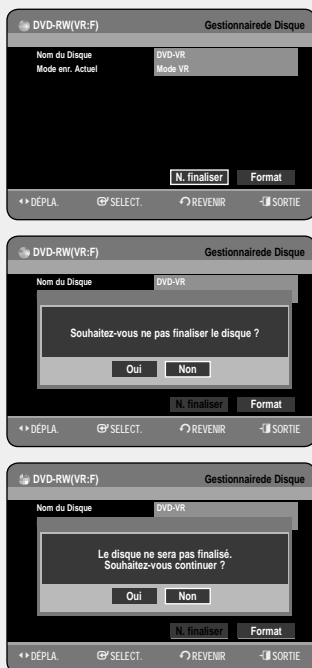 DVD-RW(VR:F) Gestionnairede Disque
Nom du Disque DVD-VR
Mode enr. Actuel Mode VR
N. finaliser Format
DÉPLA. SELECT. REVENIR SORTIE
DVD-RW(VR:F) Gestionnairede Disque
Nom du Disque DVD-VR
Souhaitez-vous ne pas finaliser le disque ?
Oui Non
N. finaliser Format
DÉPLA. SELECT. REVENIR SORTIE
DVD-RW(VR:F) Gestionnairede Disque
Nom du Disque DVD-VR
Le disque ne sera pas finalisé.
Souhaitez-vous continuer ?
Oui Non
N. finaliser Format
DÉPLA. SELECT. REVENIR SORTIE